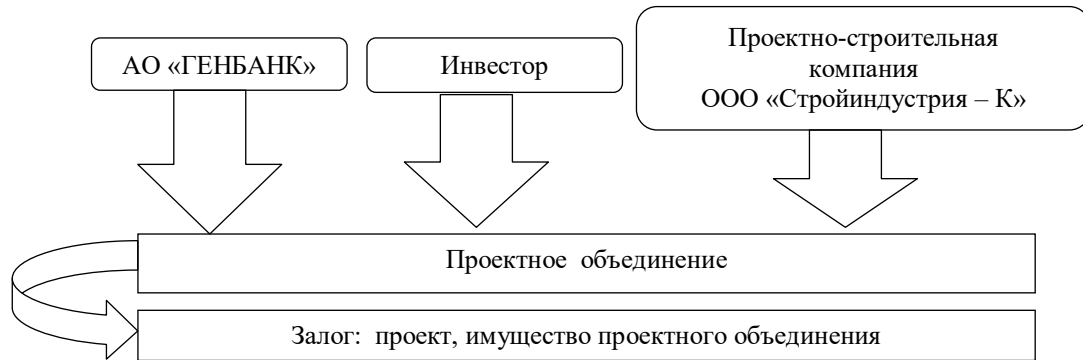 АО «ГЕНБАНК»
Инвестор
Проектно-строительная
компания
ООО «Стройиндустрия – К»
Проектное объединение
Залог: проект, имущество проектного объединения